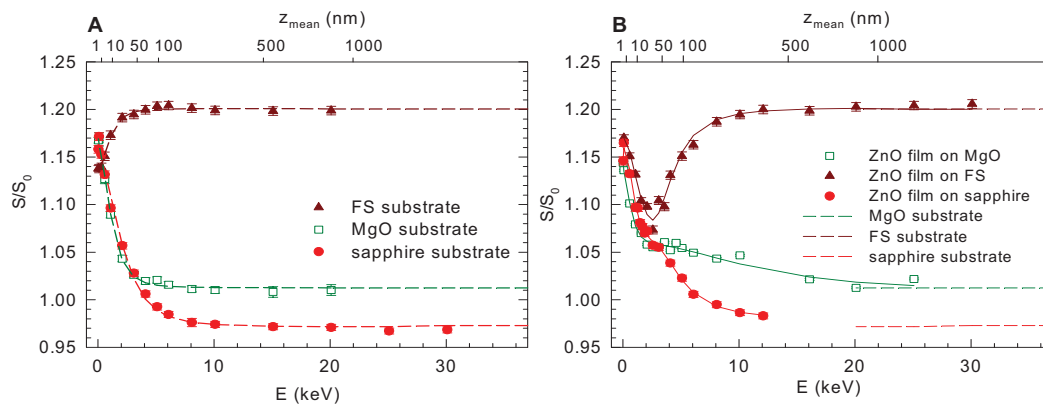 A
z_mean (nm)
1 10 50 100 500 1000
1.25
1.20
1.15
1.10
1.05
1.00
0.95
S/S_0
FS substrate
MgO substrate
sapphire substrate
0 10 20 30
E (keV)
B
z_mean (nm)
1 10 50 100 500 1000
1.25
1.20
1.15
1.10
1.05
1.00
0.95
S/S_0
ZnO film on MgO
ZnO film on FS
ZnO film on sapphire
MgO substrate
FS substrate
sapphire substrate
0 10 20 30
E (keV)